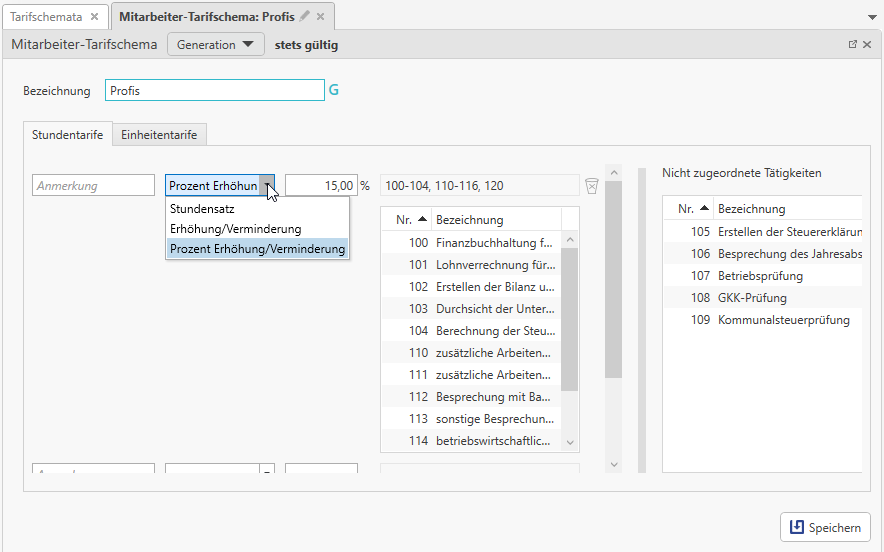 Tarifschemata
Mitarbeiter-Tarifschema: Profis
Mitarbeiter-Tarifschema
Generation
stets gültig
Bezeichnung
Profis
G
Stundentarife
Einheitentarife
Anmerkung
Prozent Erhöhun
15,00 %
100-104, 110-116, 120
Stundensatz
Erhöhung/Verminderung
Prozent Erhöhung/Verminderung
Nr. Bezeichnung
100 Finanzbuchhaltung f...
101 Lohnverrechnung für...
102 Erstellen der Bilanz u...
103 Durchsicht der Unter...
104 Berechnung der Steu...
110 zusätzliche Arbeiten...
111 zusätzliche Arbeiten...
112 Besprechung mit Ba...
113 sonstige Besprechun...
114 betriebswirtschaftlic...
Nicht zugeordnete Tätigkeiten
Nr. Bezeichnung
105 Erstellen der Steuererklärun
106 Besprechung des Jahresabs
107 Betriebsprüfung
108 GKK-Prüfung
109 Kommunalsteuerprüfung
Speichern